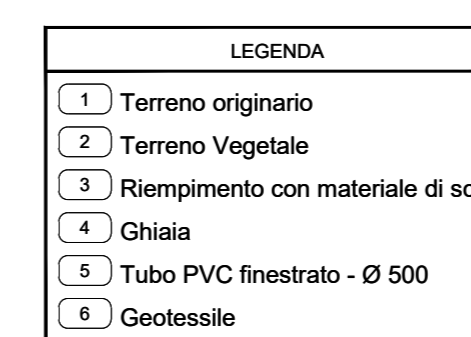 LEGENDA
1 Terreno originario
2 Terreno Vegetale
3 Riempimento con materiale di
4 Ghiaia
5 Tubo PVC finestrato - Ø 500
6 Geotessile